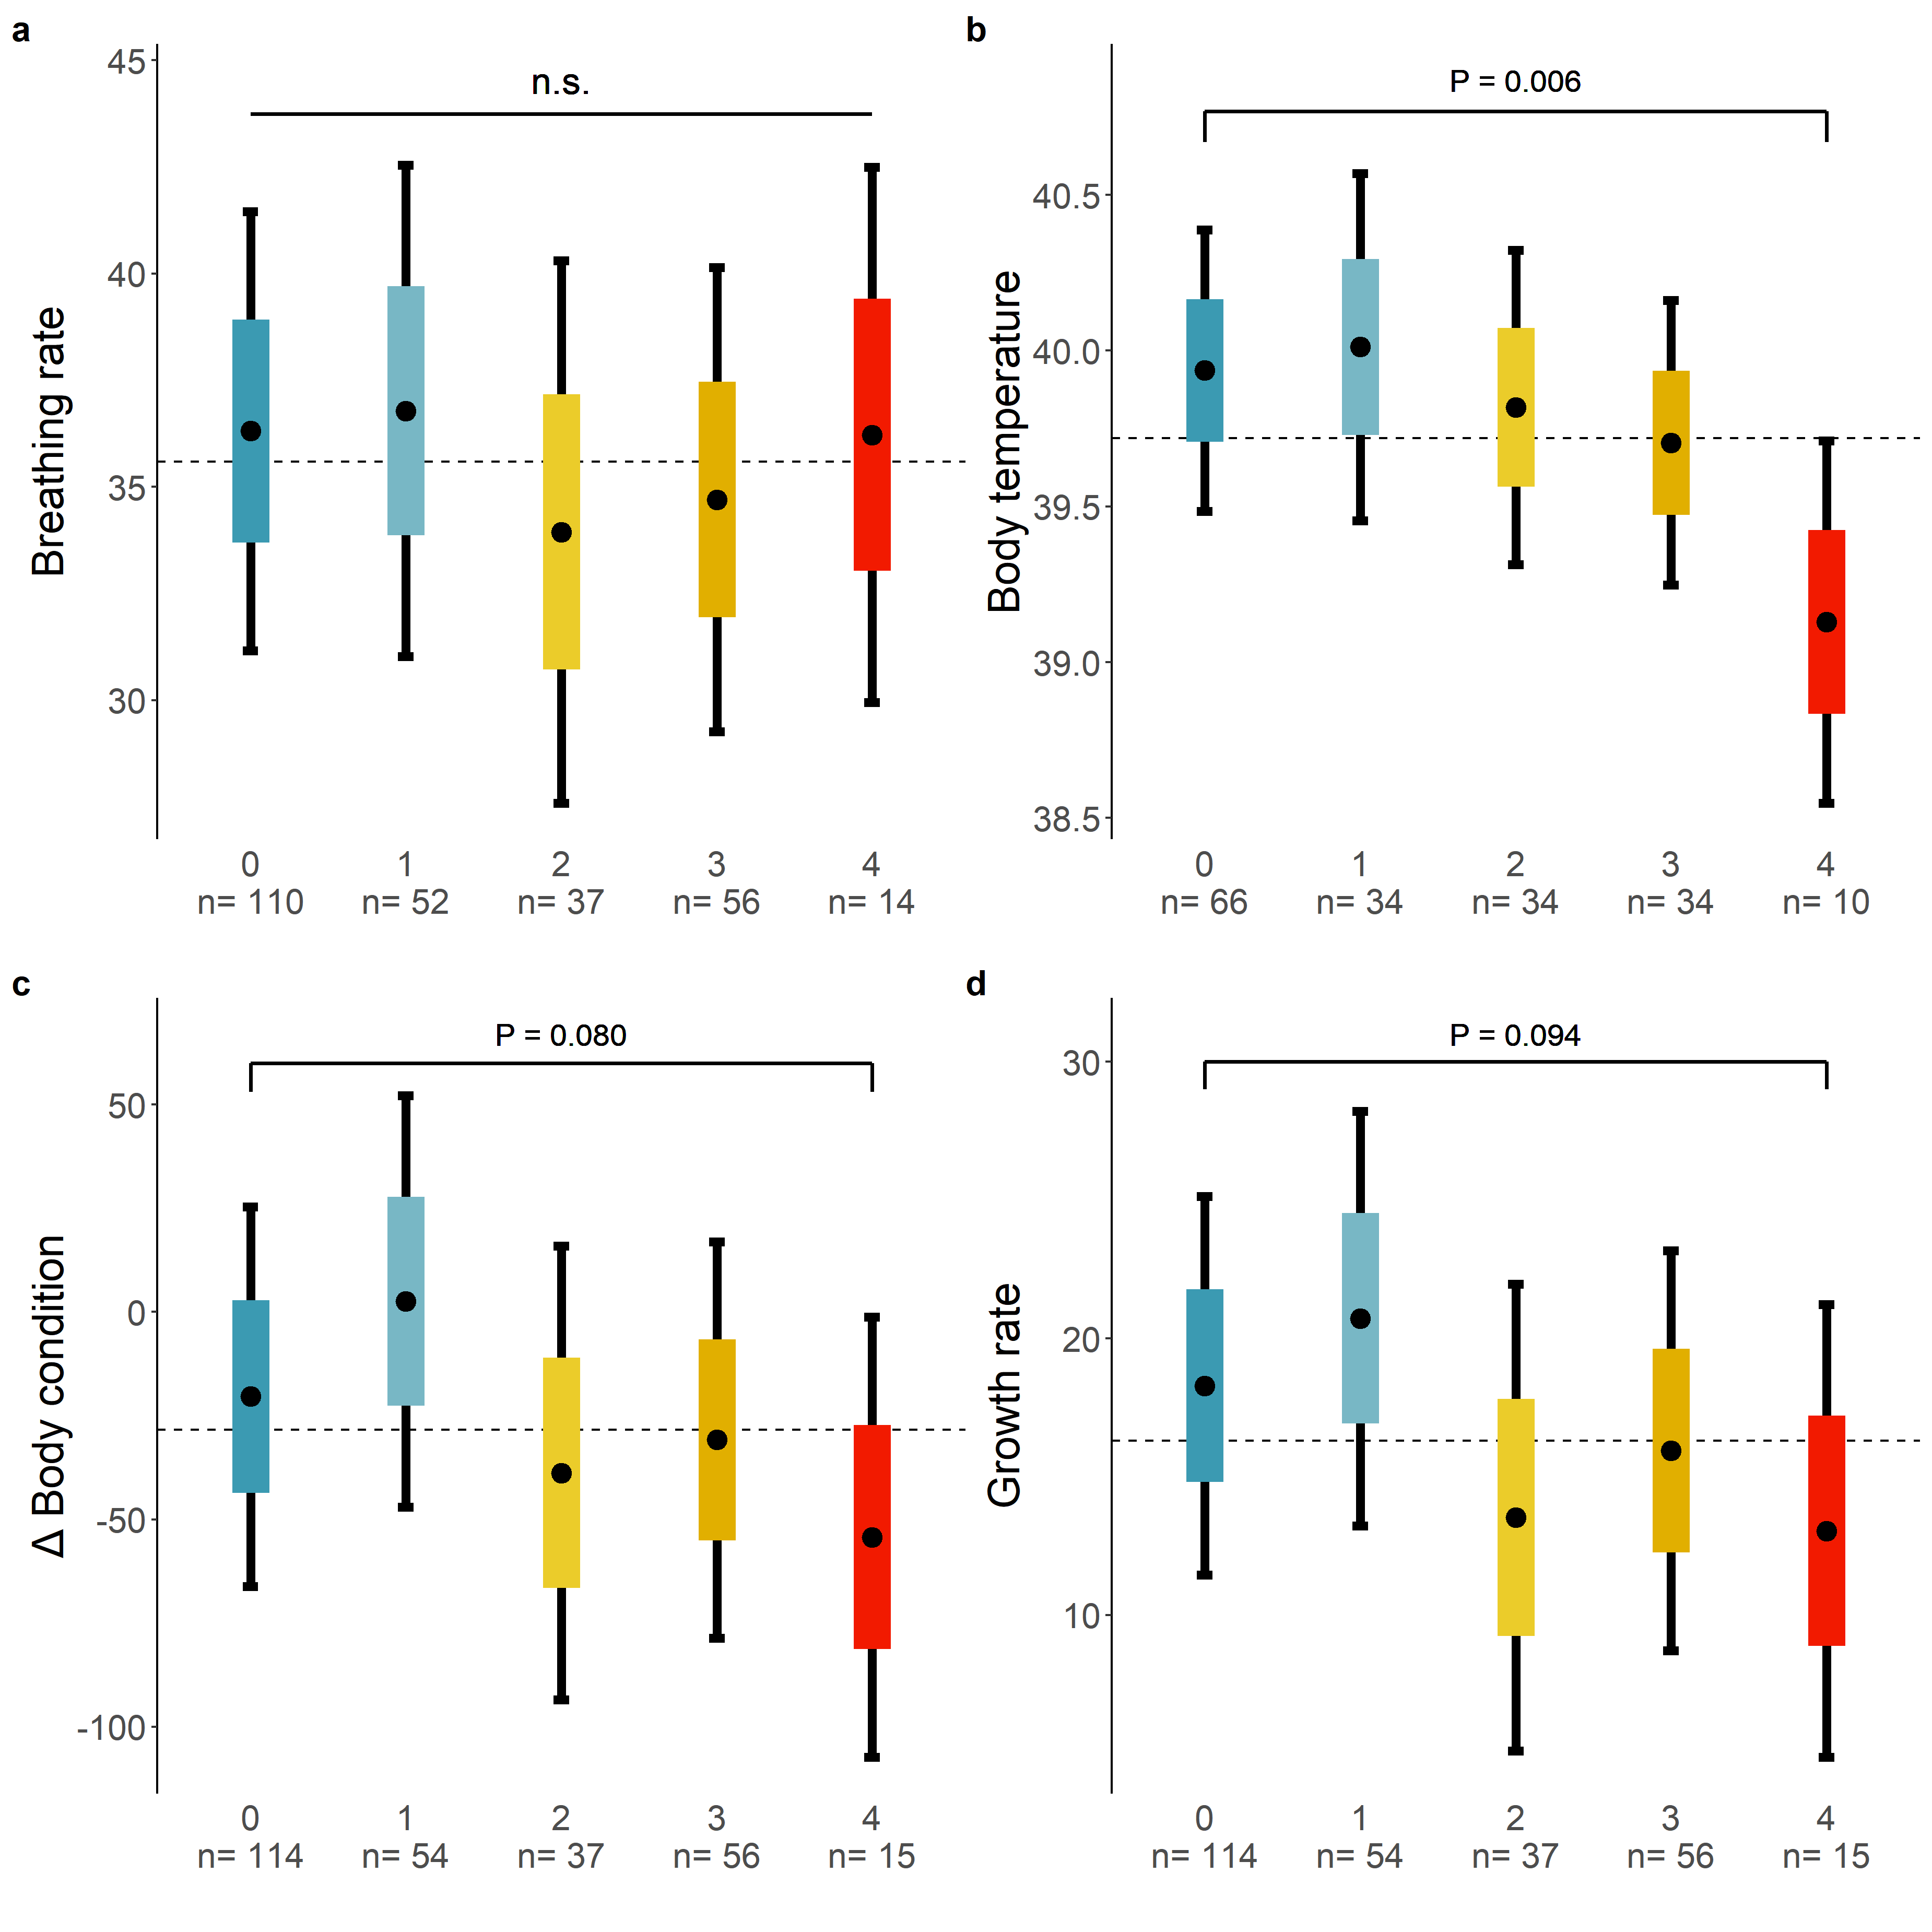 a
n.s.
Breathing rate
45
40
35
30
0 1 2 3 4
n= 110 n= 52 n= 37 n= 56 n= 14
b
P = 0.006
Body temperature
40.5
40.0
39.5
39.0
38.5
0 1 2 3 4
n= 66 n= 34 n= 34 n= 34 n= 10
c
P = 0.080
Δ Body condition
50
0
-50
-100
0 1 2 3 4
n= 114 n= 54 n= 37 n= 56 n= 15
d
P = 0.094
Growth rate
30
20
10
0 1 2 3 4
n= 114 n= 54 n= 37 n= 56 n= 15